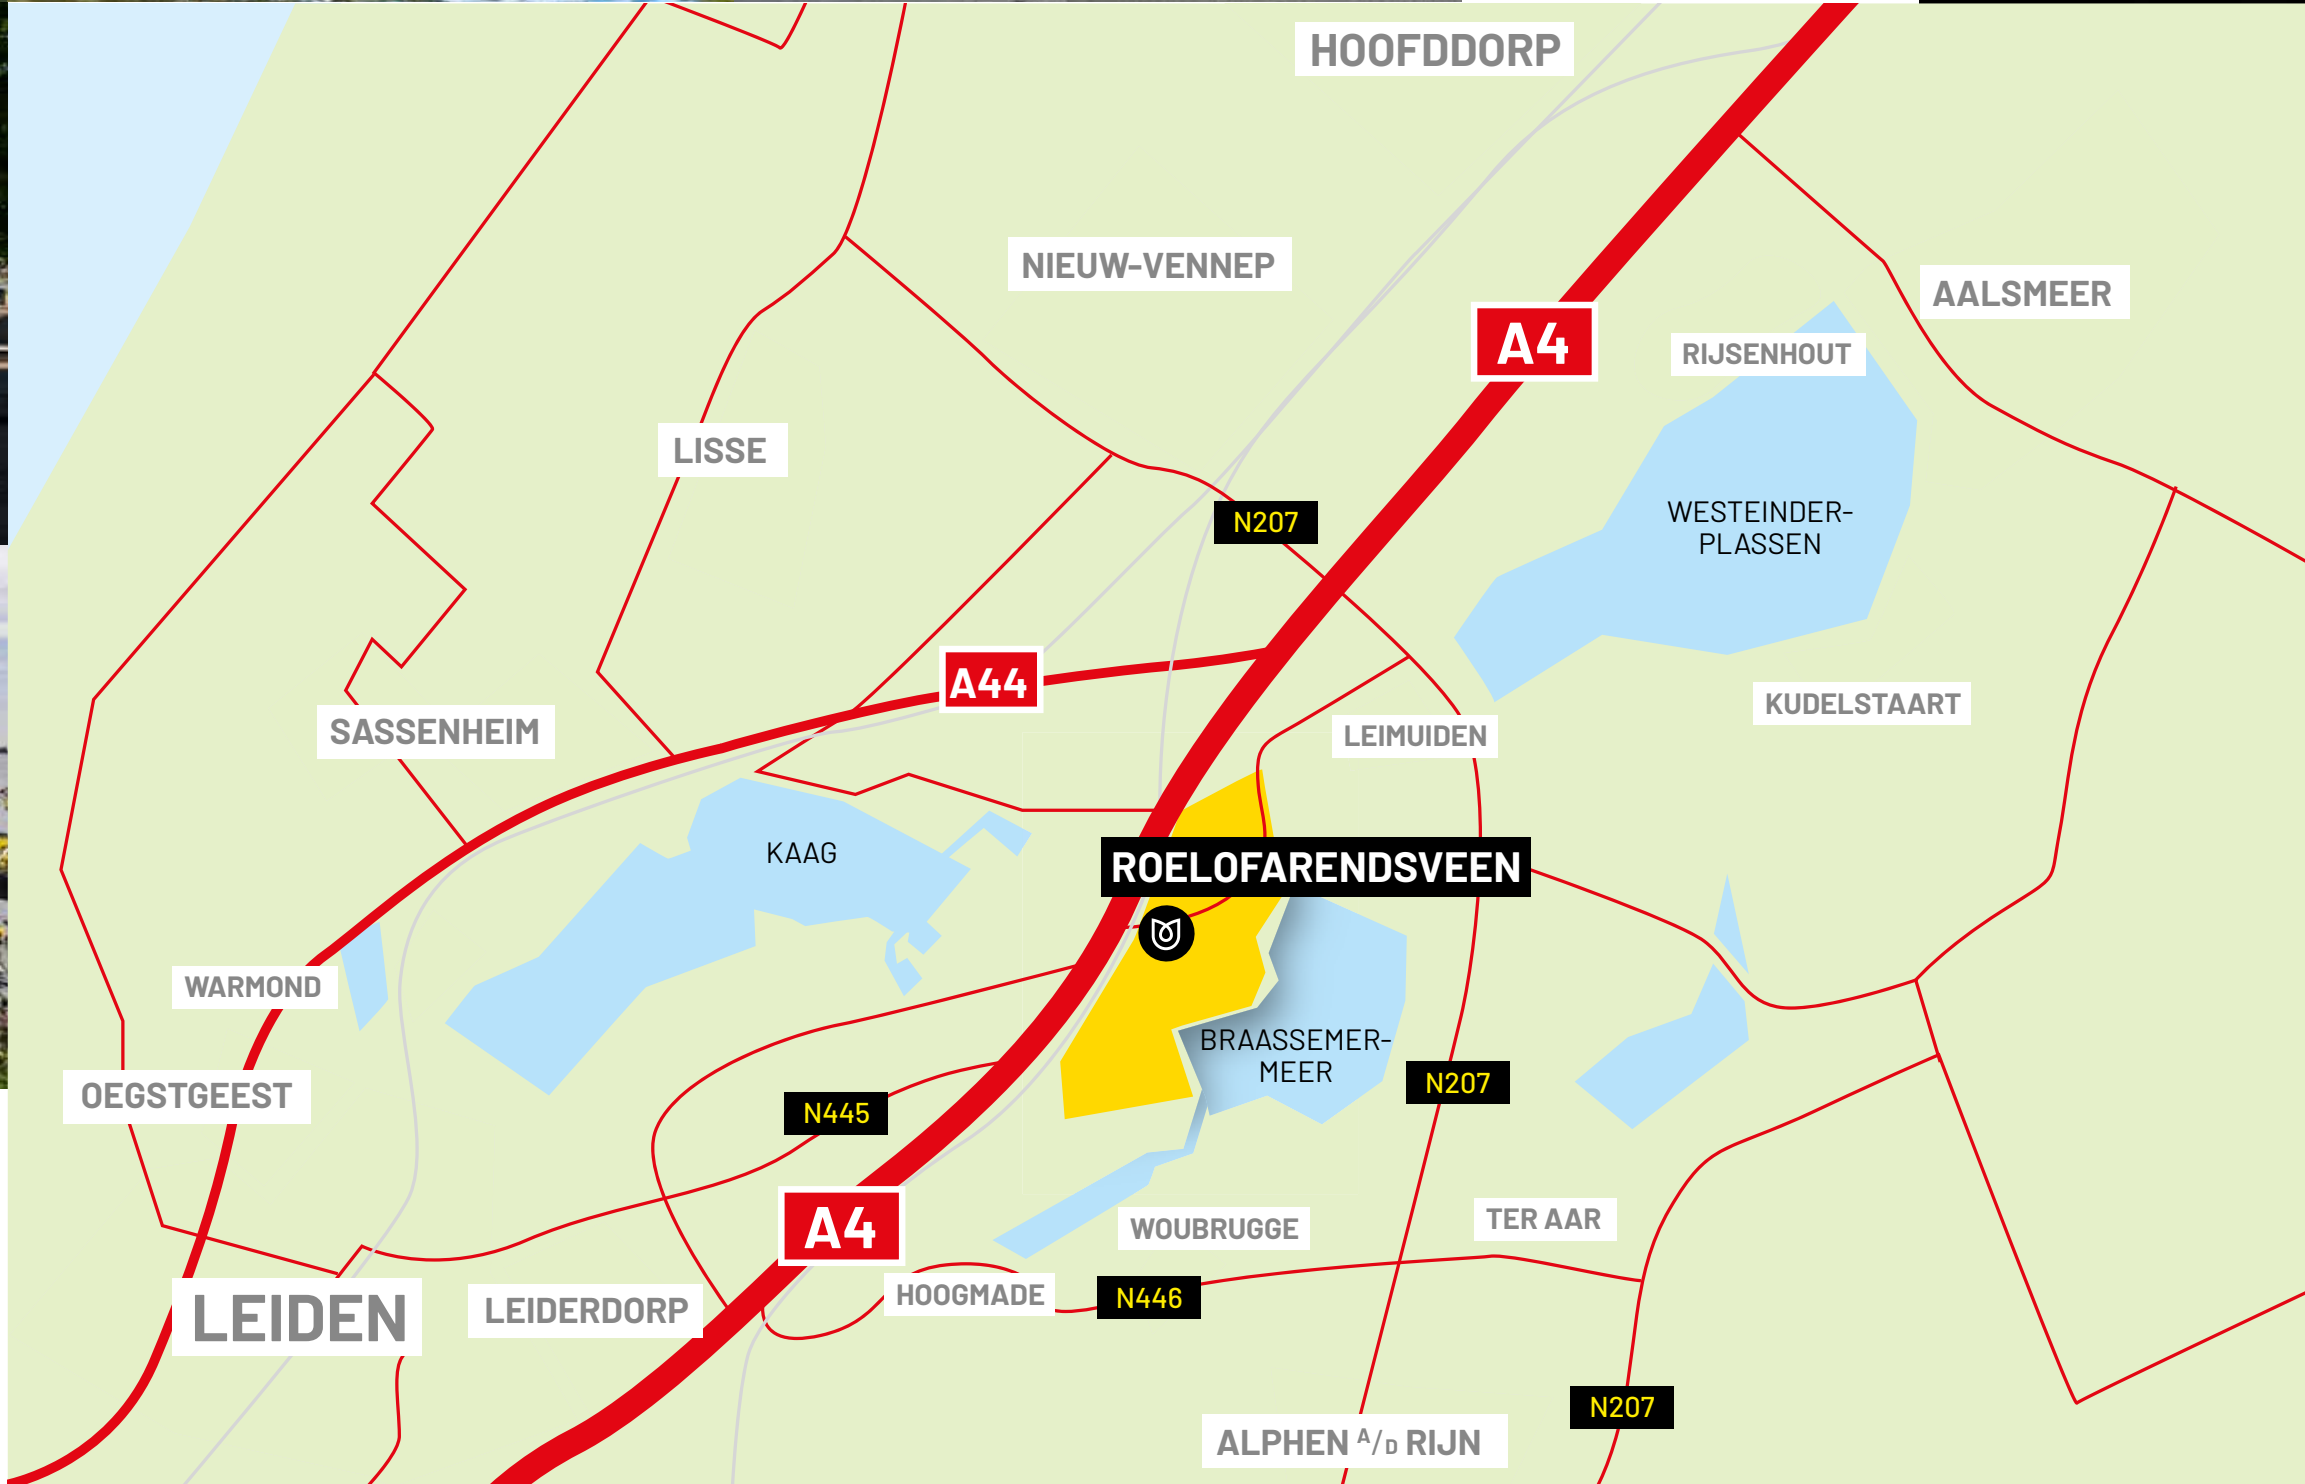 HOOFDDORP
NIEUW-VENNEP
AALSMEER
A4
RIJSENHOUT
LISSE
WESTEINDER-
PLASSEN
N207
A44
KUDELSTAART
SASSENHEIM
LEIMUIDEN
KAAG
ROELOFARENDSVEEN
WARMOND
BRAASSEMER-
MEER
N207
OEGSTGEEST
N445
A4
WOUBRUGGE
TER AAR
LEIDEN
LEIDERDORP
HOOGMADE
N446
N207
ALPHEN A/D RIJN